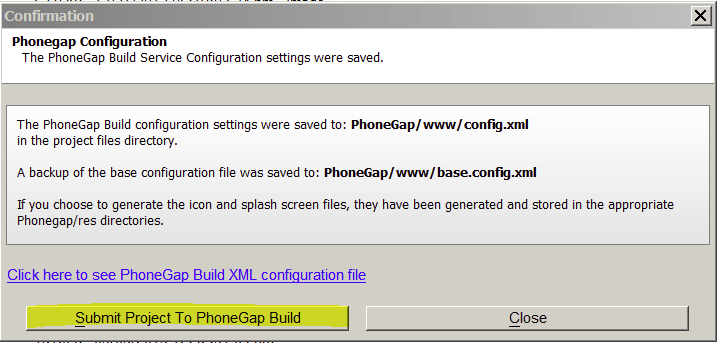 Confirmation
Phonegap Configuration
The PhoneGap Build Service Configuration settings were saved.
The PhoneGap Build configuration settings were saved to: PhoneGap/www/config.xml
in the project files directory.
A backup of the base configuration file was saved to: PhoneGap/www/base.config.xml
If you choose to generate the icon and splash screen files, they have been generated and stored in the appropriate
Phonegap/res directories.
Click here to see PhoneGap Build XML configuration file
Submit Project To PhoneGap Build
Close